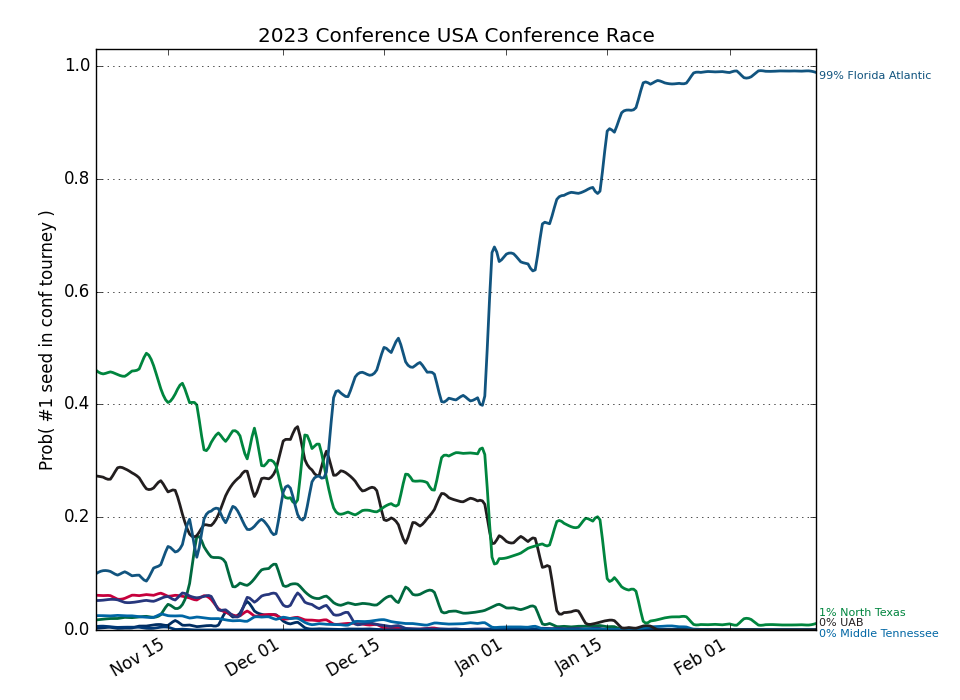 2023 Conference USA Conference Race
Prob( #1 seed in conf tourney )
1.0
0.8
0.6
0.4
0.2
0.0
Nov 15
Dec 01
Dec 15
Jan 01
Jan 15
Feb 01
99% Florida Atlantic
1% North Texas
0% UAB
0% Middle Tennessee